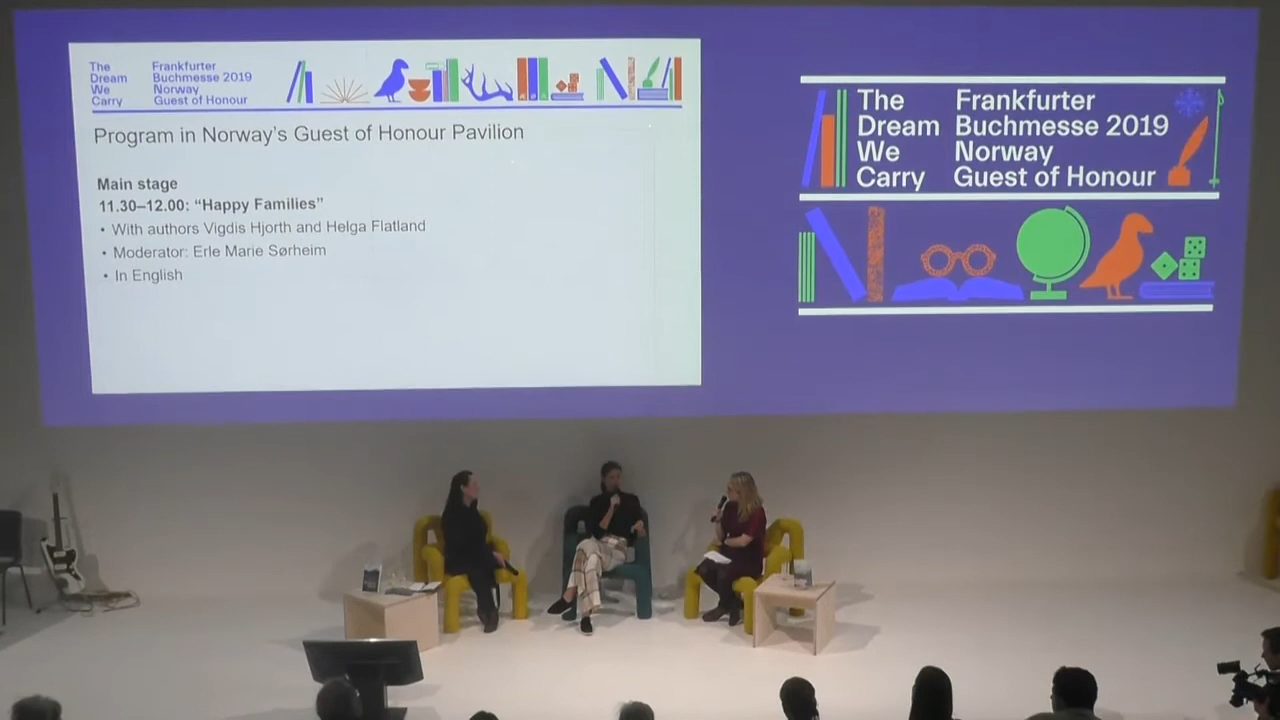 The
Dream
We
Carry
Frankfurter
Buchmesse 2019
Norway
Guest of Honour
Program in Norway's Guest of Honour Pavilion
Main stage
11.30–12.00: "Happy Families"
• With authors Vigdis Hjorth and Helga Flatland
• Moderator: Erle Marie Sørheim
• In English
The
Dream
We
Carry
Frankfurter
Buchmesse 2019
Norway
Guest of Honour